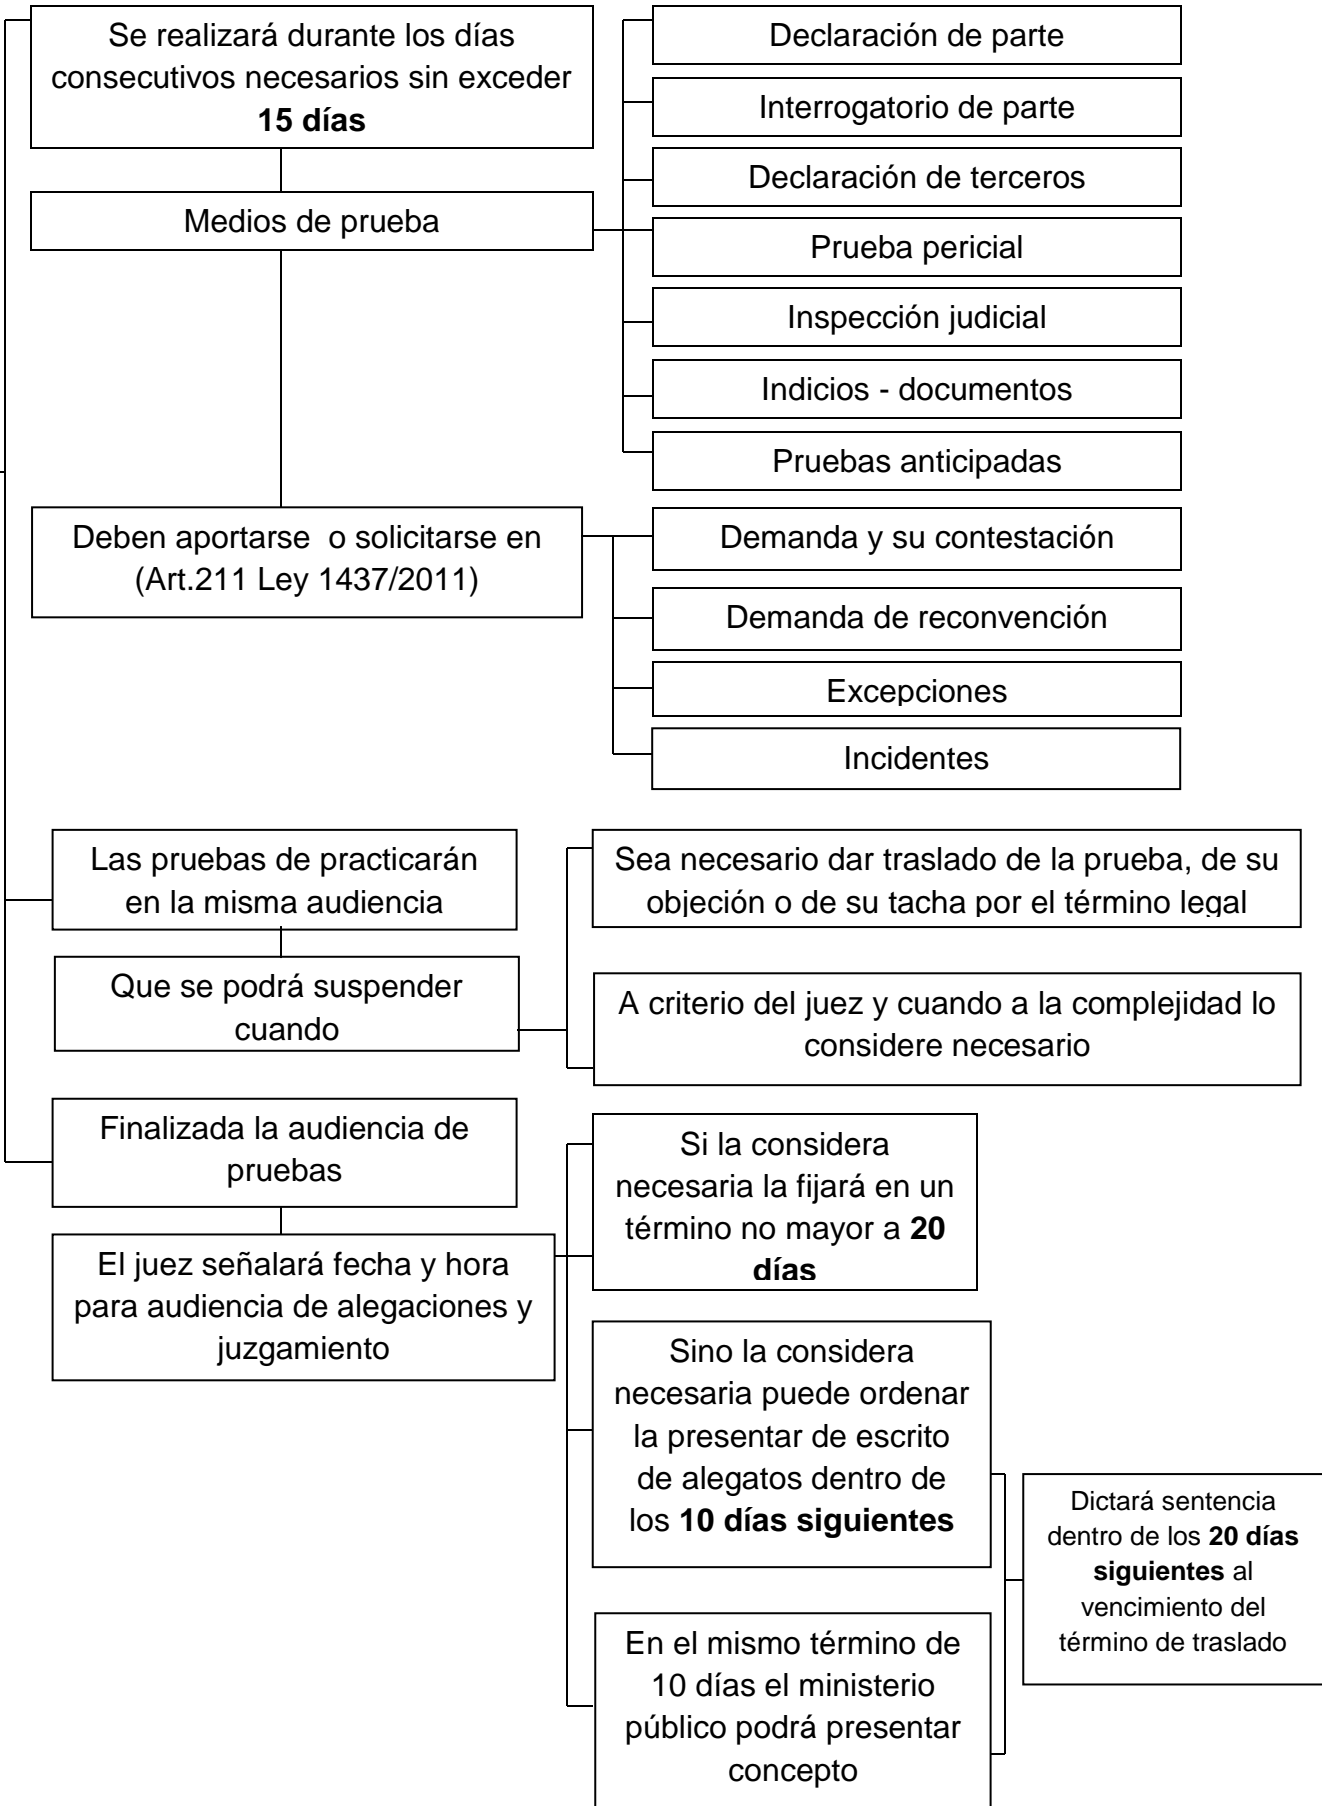 Se realizará durante los días
consecutivos necesarios sin exceder
15 días
Medios de prueba
Declaración de parte
Interrogatorio de parte
Declaración de terceros
Prueba pericial
Inspección judicial
Indicios - documentos
Pruebas anticipadas
Deben aportarse  o solicitarse en
(Art.211 Ley 1437/2011)
Demanda y su contestación
Demanda de reconvención
Excepciones
Incidentes
Las pruebas de practicarán
en la misma audiencia
Que se podrá suspender
cuando
Sea necesario dar traslado de la prueba, de su
objeción o de su tacha por el término legal
A criterio del juez y cuando a la complejidad lo
considere necesario
Finalizada la audiencia de
pruebas
El juez señalará fecha y hora
para audiencia de alegaciones y
juzgamiento
Si la considera
necesaria la fijará en un
término no mayor a 20
días
Sino la considera
necesaria puede ordenar
la presentar de escrito
de alegatos dentro de
los 10 días siguientes
En el mismo término de
10 días el ministerio
público podrá presentar
concepto
Dictará sentencia
dentro de los 20 días
siguientes al
vencimiento del
término de traslado